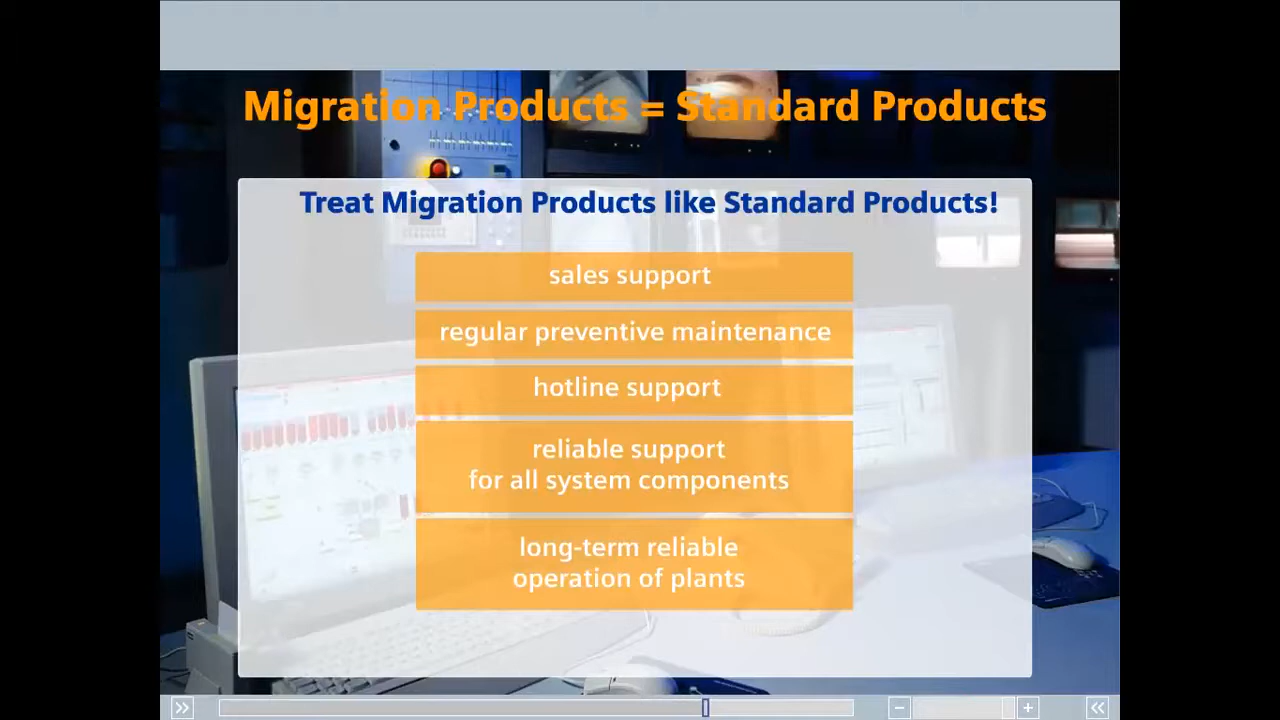 Migration Products = Standard Products
Treat Migration Products like Standard Products!
sales support
regular preventive maintenance
hotline support
reliable support
for all system components
long-term reliable
operation of plants